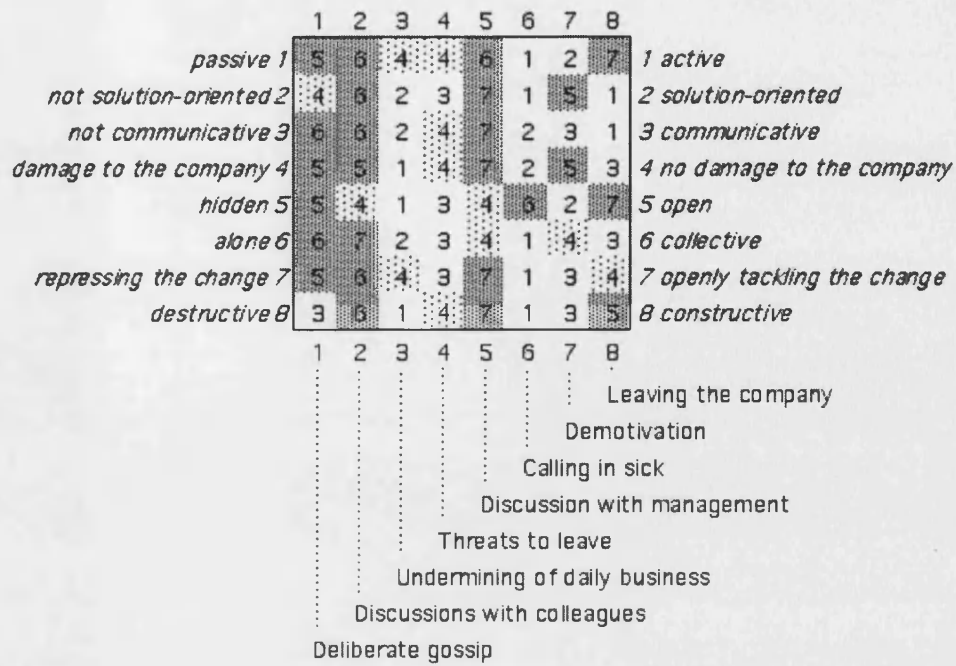 1 2 3 4 5 6 7 8
passive 1 5 6 4 4 6 1 2 7 1 active
not solution-oriented 2 4 6 2 3 7 1 5 1 2 solution-oriented
not communicative 3 6 6 2 4 7 2 3 1 3 communicative
damage to the company 4 5 5 1 4 7 2 5 3 4 no damage to the company
hidden 5 5 4 1 3 4 6 2 7 5 open
alone 6 6 7 2 3 4 1 4 3 6 collective
repressing the change 7 5 6 4 3 7 1 3 4 7 openly tackling the change
destructive 8 3 6 1 4 7 1 3 5 8 constructive
1 2 3 4 5 6 7 8
Leaving the company
Demotivation
Calling in sick
Discussion with management
Threats to leave
Undermining of daily business
Discussions with colleagues
Deliberate gossip